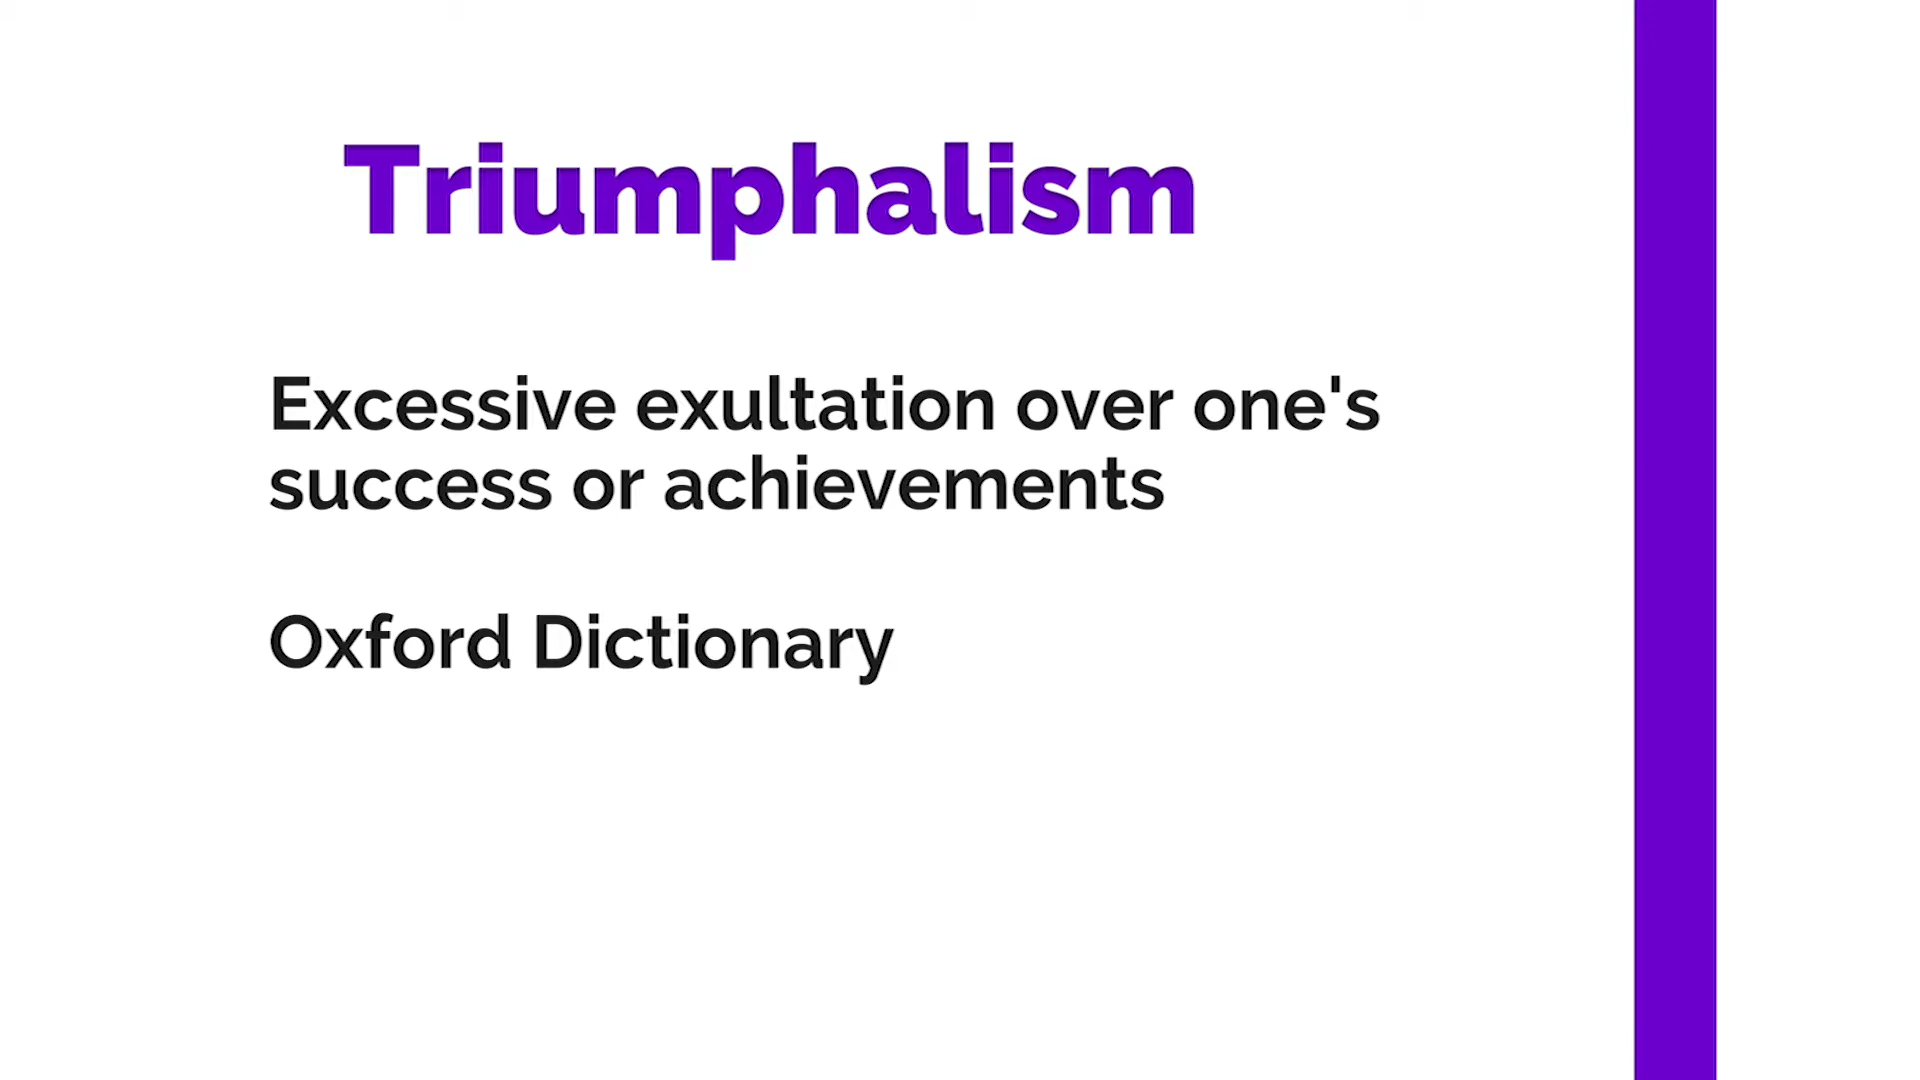 Triumphalism
Excessive exultation over one's
success or achievements
Oxford Dictionary